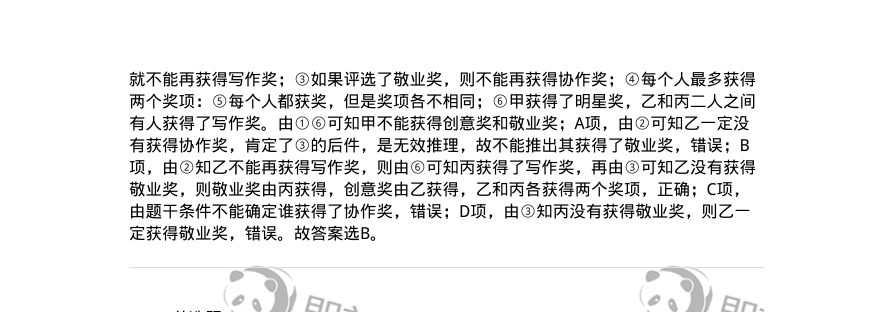 就不能再获得写作奖；③如果评选了敬业奖，则不能再获得协作奖；④每个人最多获得
两个奖项：⑤每个人都获奖，但是奖项各不相同；⑥甲获得了明星奖，乙和丙二人之间
有人获得了写作奖。由①⑥可知甲不能获得创意奖和敬业奖；A项，由②可知乙一定没
有获得协作奖，肯定了③的后件，是无效推理，故不能推出其获得了敬业奖，错误；B
项，由②知乙不能再获得写作奖，则由⑥可知丙获得了写作奖，再由③可知乙没有获得
敬业奖，则敬业奖由丙获得，创意奖由乙获得，乙和丙各获得两个奖项，正确；C项，
由题干条件不能确定谁获得了协作奖，错误；D项，由③知丙没有获得敬业奖，则乙一
定获得敬业奖，错误。故答案选B。